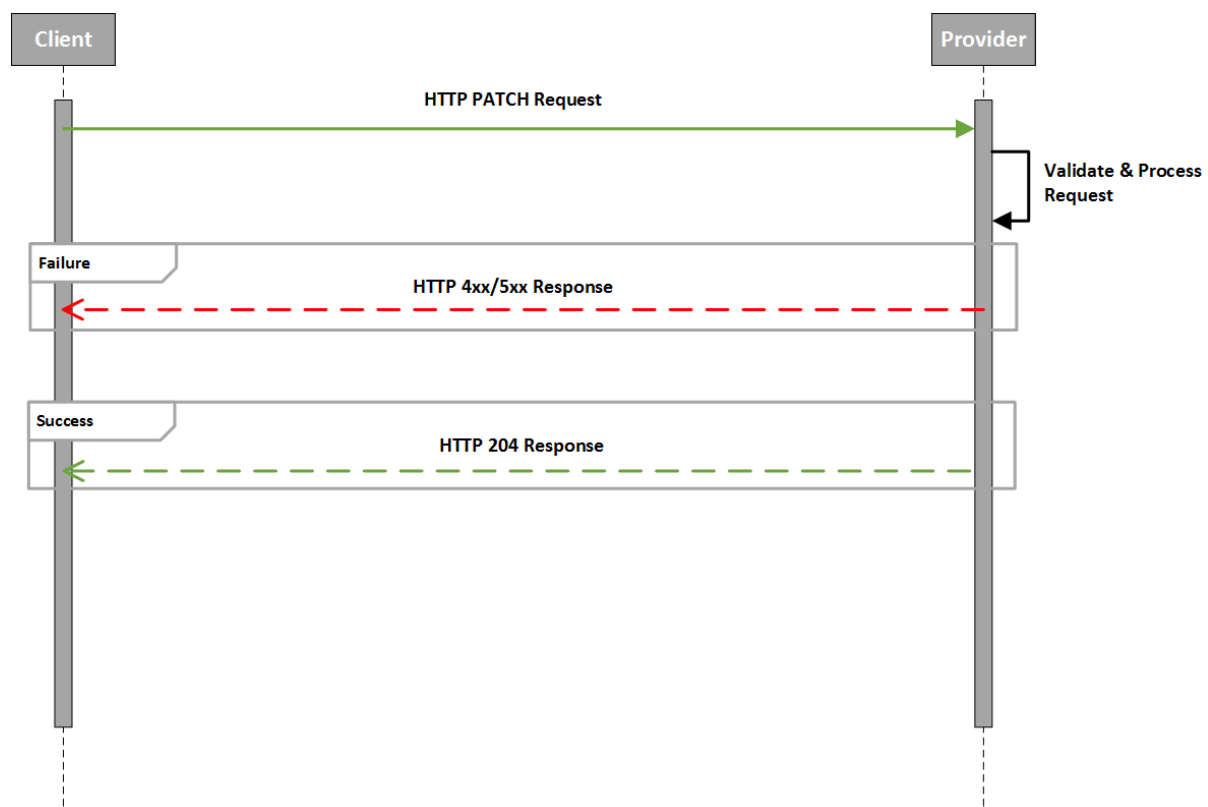 Client
Provider
HTTP PATCH Request
Validate & Process
Request
Failure
HTTP 4xx/5xx Response
Success
HTTP 204 Response